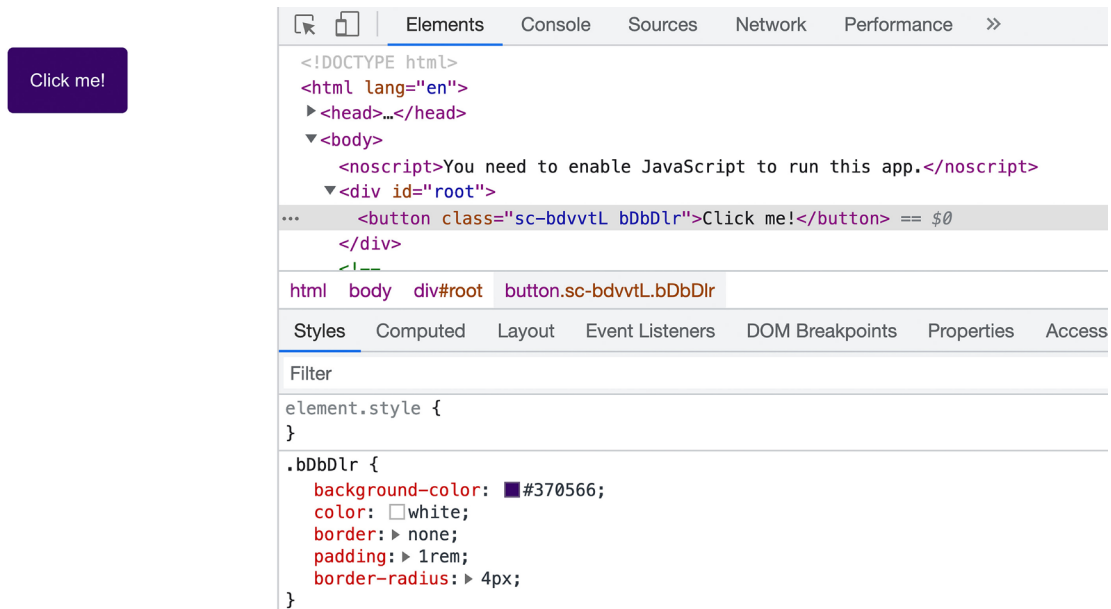 Click me!
Elements Console Sources Network Performance »
<!DOCTYPE html>
<html lang="en">
<head>…</head>
<body>
<noscript>You need to enable JavaScript to run this app.</noscript>
<div id="root">
… <button class="sc-bdvvtL bDbDlr">Click me!</button> == $0
</div>
<!--
html body div#root button.sc-bdvvtL.bDbDlr
Styles Computed Layout Event Listeners DOM Breakpoints Properties Access
Filter
element.style {
}
.bDbDlr {
background-color: #370566;
color: white;
border: none;
padding: 1rem;
border-radius: 4px;
}